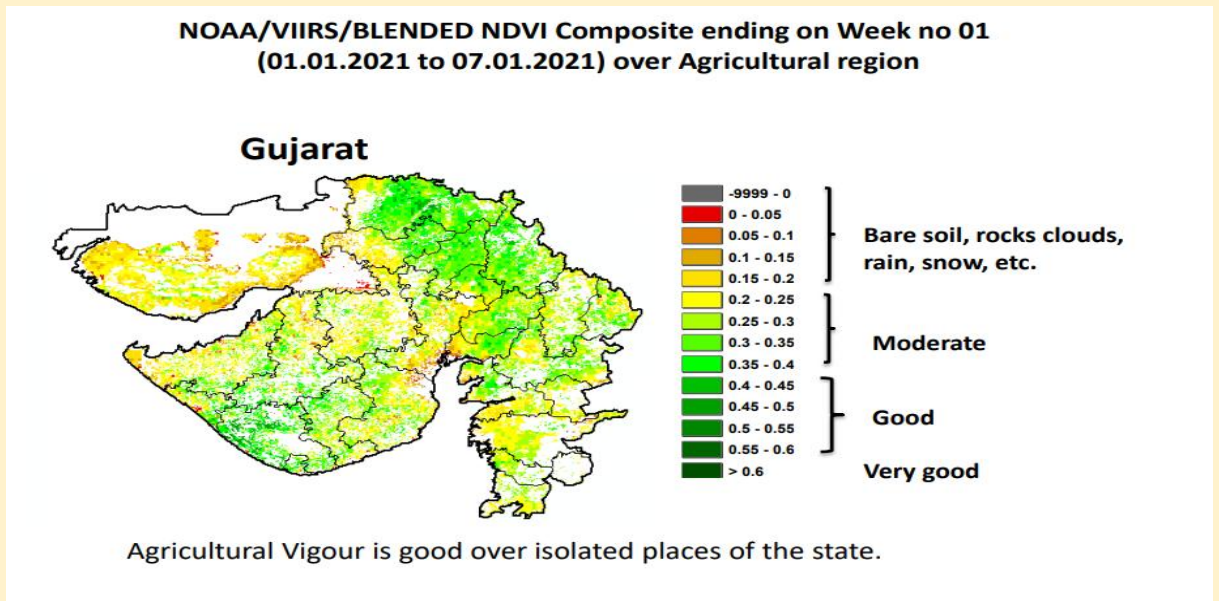 NOAA/VIIRS/BLENDED NDVI Composite ending on Week no 01
(01.01.2021 to 07.01.2021) over Agricultural region
Gujarat
-9999 - 0
0 - 0.05
0.05 - 0.1
0.1 - 0.15
0.15 - 0.2
0.2 - 0.25
0.25 - 0.3
0.3 - 0.35
0.35 - 0.4
0.4 - 0.45
0.45 - 0.5
0.5 - 0.55
0.55 - 0.6
> 0.6
Bare soil, rocks clouds,
rain, snow, etc.
Moderate
Good
Very good
Agricultural Vigour is good over isolated places of the state.